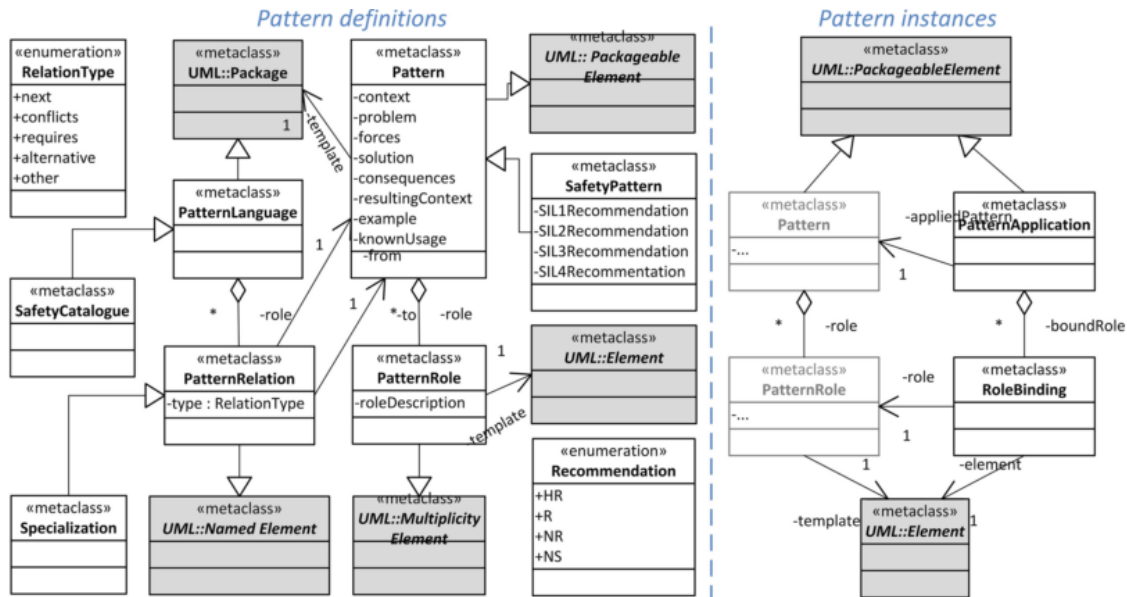 Pattern definitions
Pattern instances
«enumeration»
RelationType
+next
+conflicts
+requires
+alternative
+other
«metaclass»
UML::Package
1
-template
«metaclass»
Pattern
-context
-problem
-forces
-solution
-consequences
-resultingContext
-example
-knownUsage
-from
«metaclass»
UML:: Packageable
Element
«metaclass»
SafetyPattern
-SIL1Recommendation
-SIL2Recommendation
-SIL3Recommendation
-SIL4Recommentation
«metaclass»
PatternLanguage
1
«metaclass»
SafetyCatalogue
*
-role
1
*
-to
-role
«metaclass»
PatternRelation
-type : RelationType
«metaclass»
PatternRole
-roleDescription
1
-template
«metaclass»
UML::Element
«enumeration»
Recommendation
+HR
+R
+NR
+NS
«metaclass»
Specialization
«metaclass»
UML::Named Element
«metaclass»
UML::Multiplicity
Element
«metaclass»
UML::PackageableElement
«metaclass»
Pattern
-...
-appliedPattern
1
«metaclass»
PatternApplication
*
-role
*
-boundRole
«metaclass»
PatternRole
-...
-role
1
«metaclass»
RoleBinding
1
-element
-template
1
«metaclass»
UML::Element